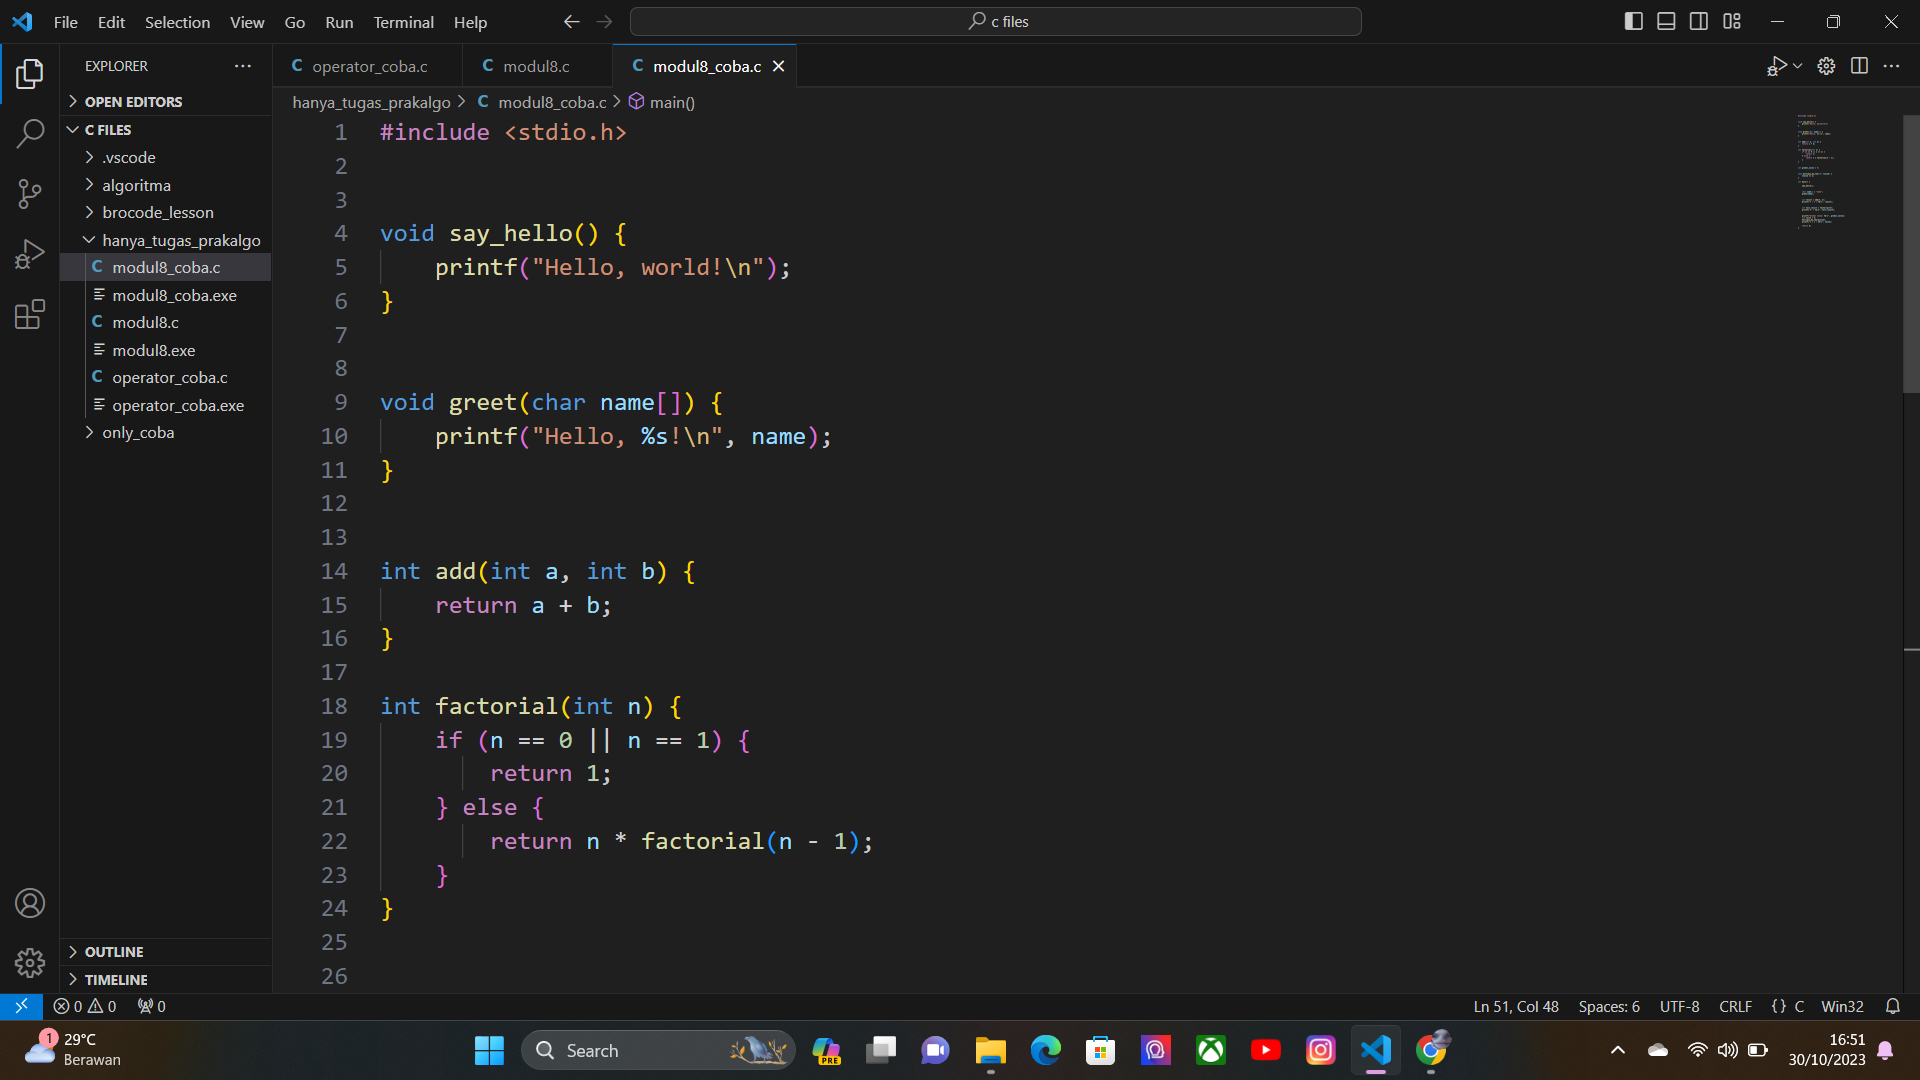 File Edit Selection View Go Run Terminal Help
c files
EXPLORER
operator_coba.c
modul8.c
modul8_coba.c
OPEN EDITORS
C FILES
.vscode
algoritma
brocode_lesson
hanya_tugas_prakalgo
modul8_coba.c
modul8_coba.exe
modul8.c
modul8.exe
operator_coba.c
operator_coba.exe
only_coba
OUTLINE
TIMELINE
hanya_tugas_prakalgo > C modul8_coba.c > main()
1 #include <stdio.h>
2
3
4 void say_hello() {
5 printf("Hello, world!\n");
6 }
7
8
9 void greet(char name[]) {
10 printf("Hello, %s!\n", name);
11 }
12
13
14 int add(int a, int b) {
15 return a + b;
16 }
17
18 int factorial(int n) {
19 if (n == 0 || n == 1) {
20 return 1;
21 } else {
22 return n * factorial(n - 1);
23 }
24 }
25
26
0 0 0
Ln 51, Col 48 Spaces: 6 UTF-8 CRLF {} C Win32
1
29°C
Berawan
Search
PRE
16:51
30/10/2023